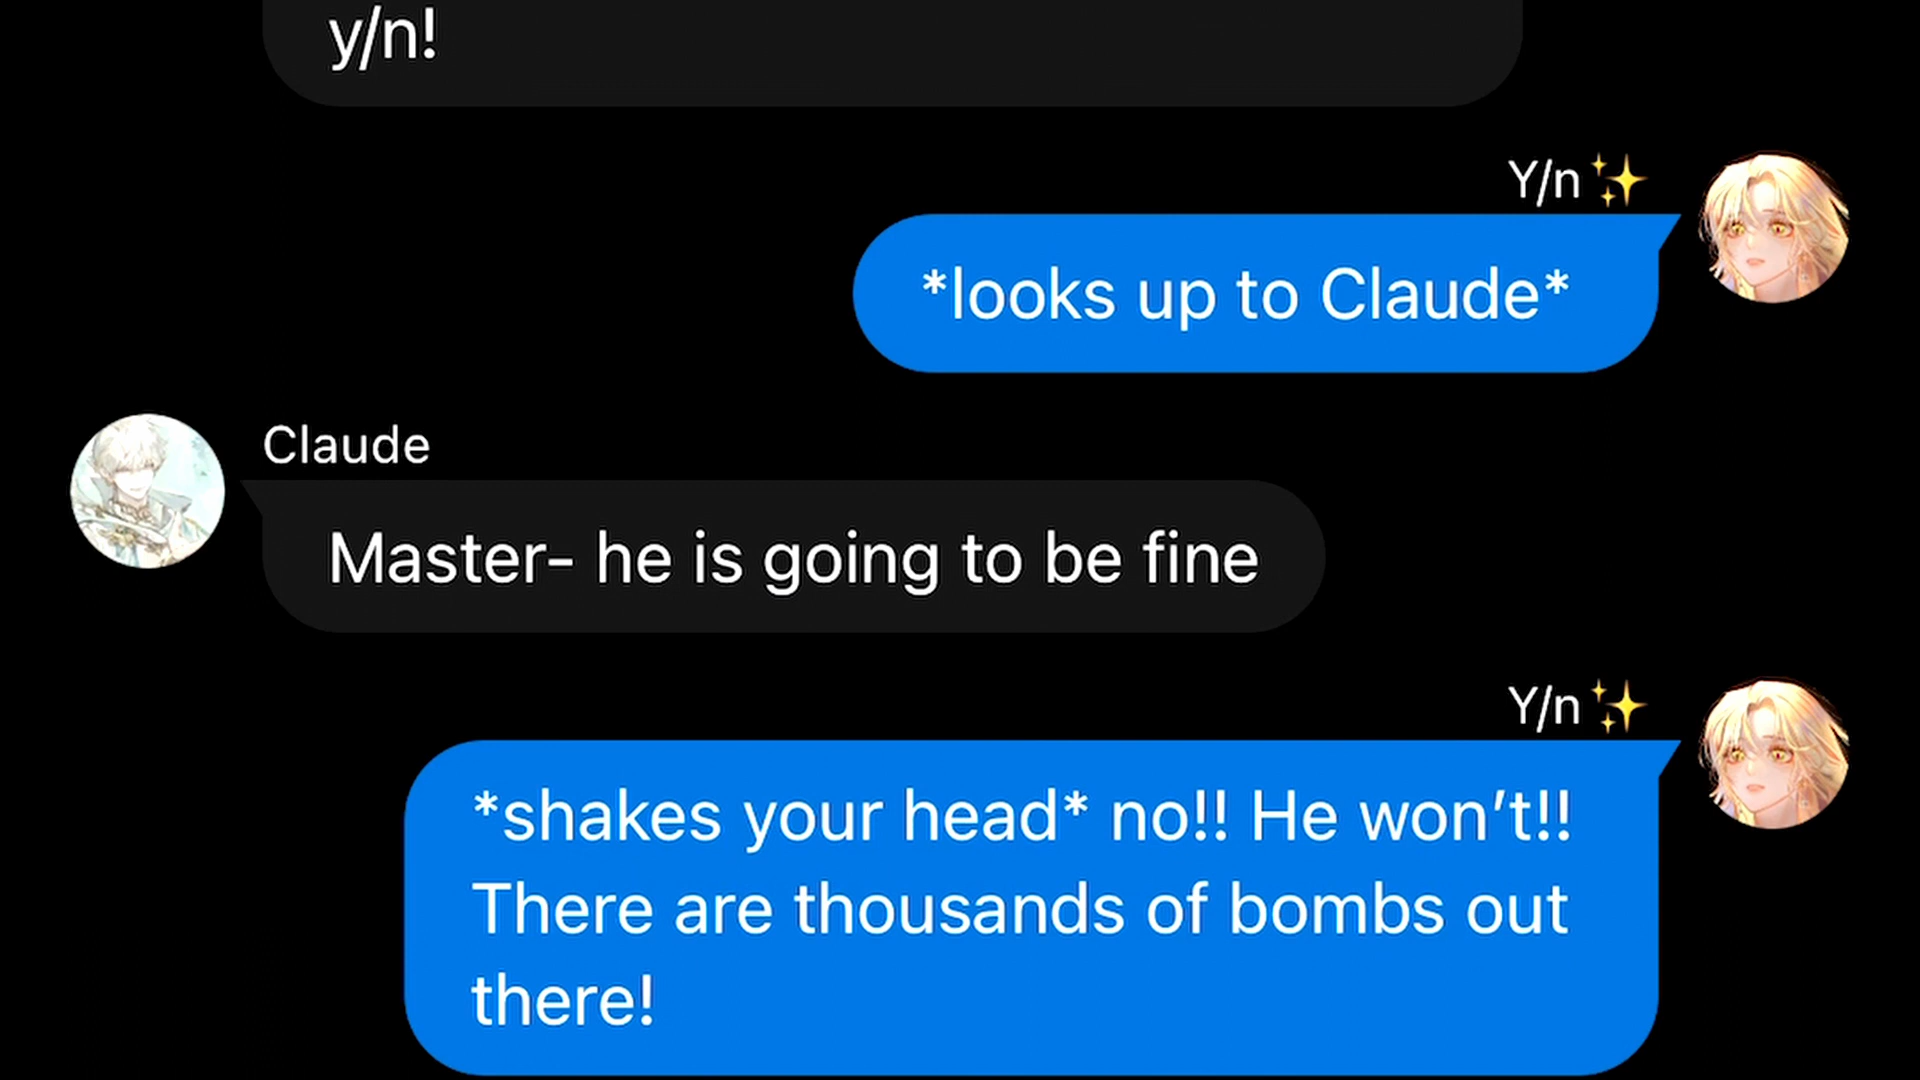 y/n!
Y/n✨
*looks up to Claude*
Claude
Master- he is going to be fine
Y/n✨
*shakes your head* no!! He won’t!!
There are thousands of bombs out
there!